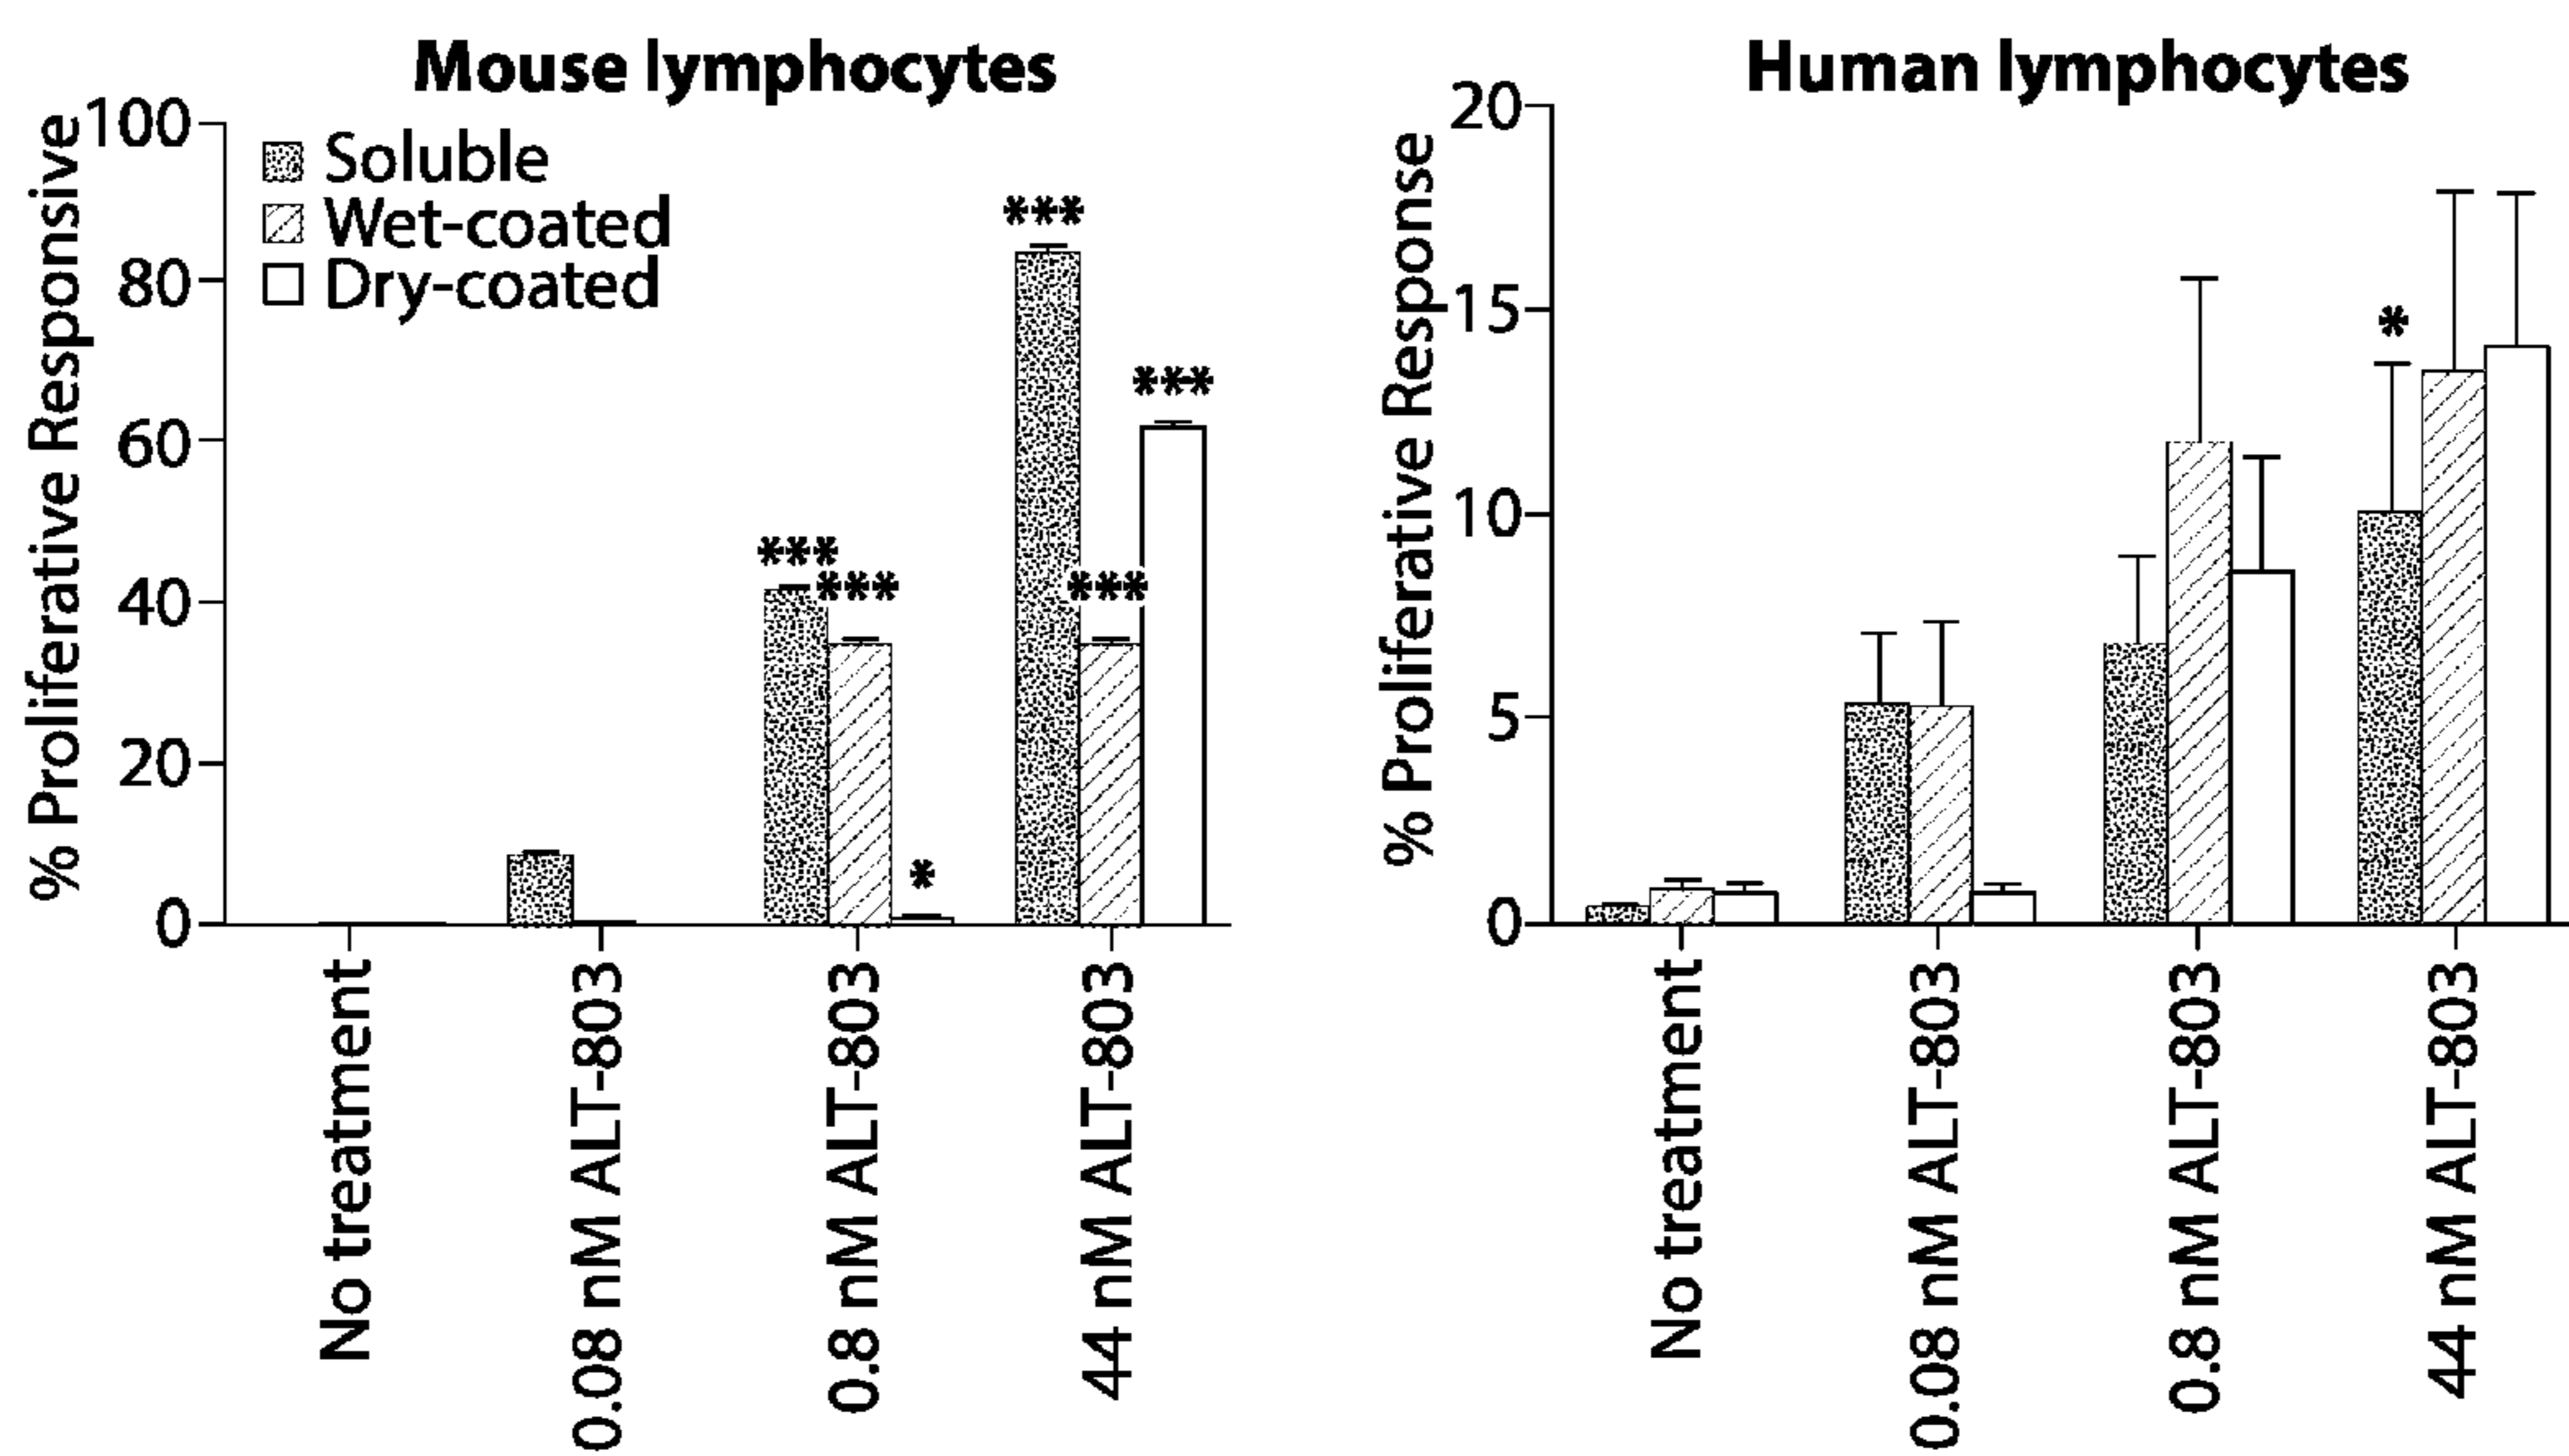 Mouse lymphocytes
% Proliferative Responsive
100
80
60
40
20
0
Soluble
Wet-coated
Dry-coated
***
***
*
***
***
***
No treatment
0.08 nM ALT-803
0.8 nM ALT-803
44 nM ALT-803
Human lymphocytes
% Proliferative Response
20
15
10
5
0
*
No treatment
0.08 nM ALT-803
0.8 nM ALT-803
44 nM ALT-803